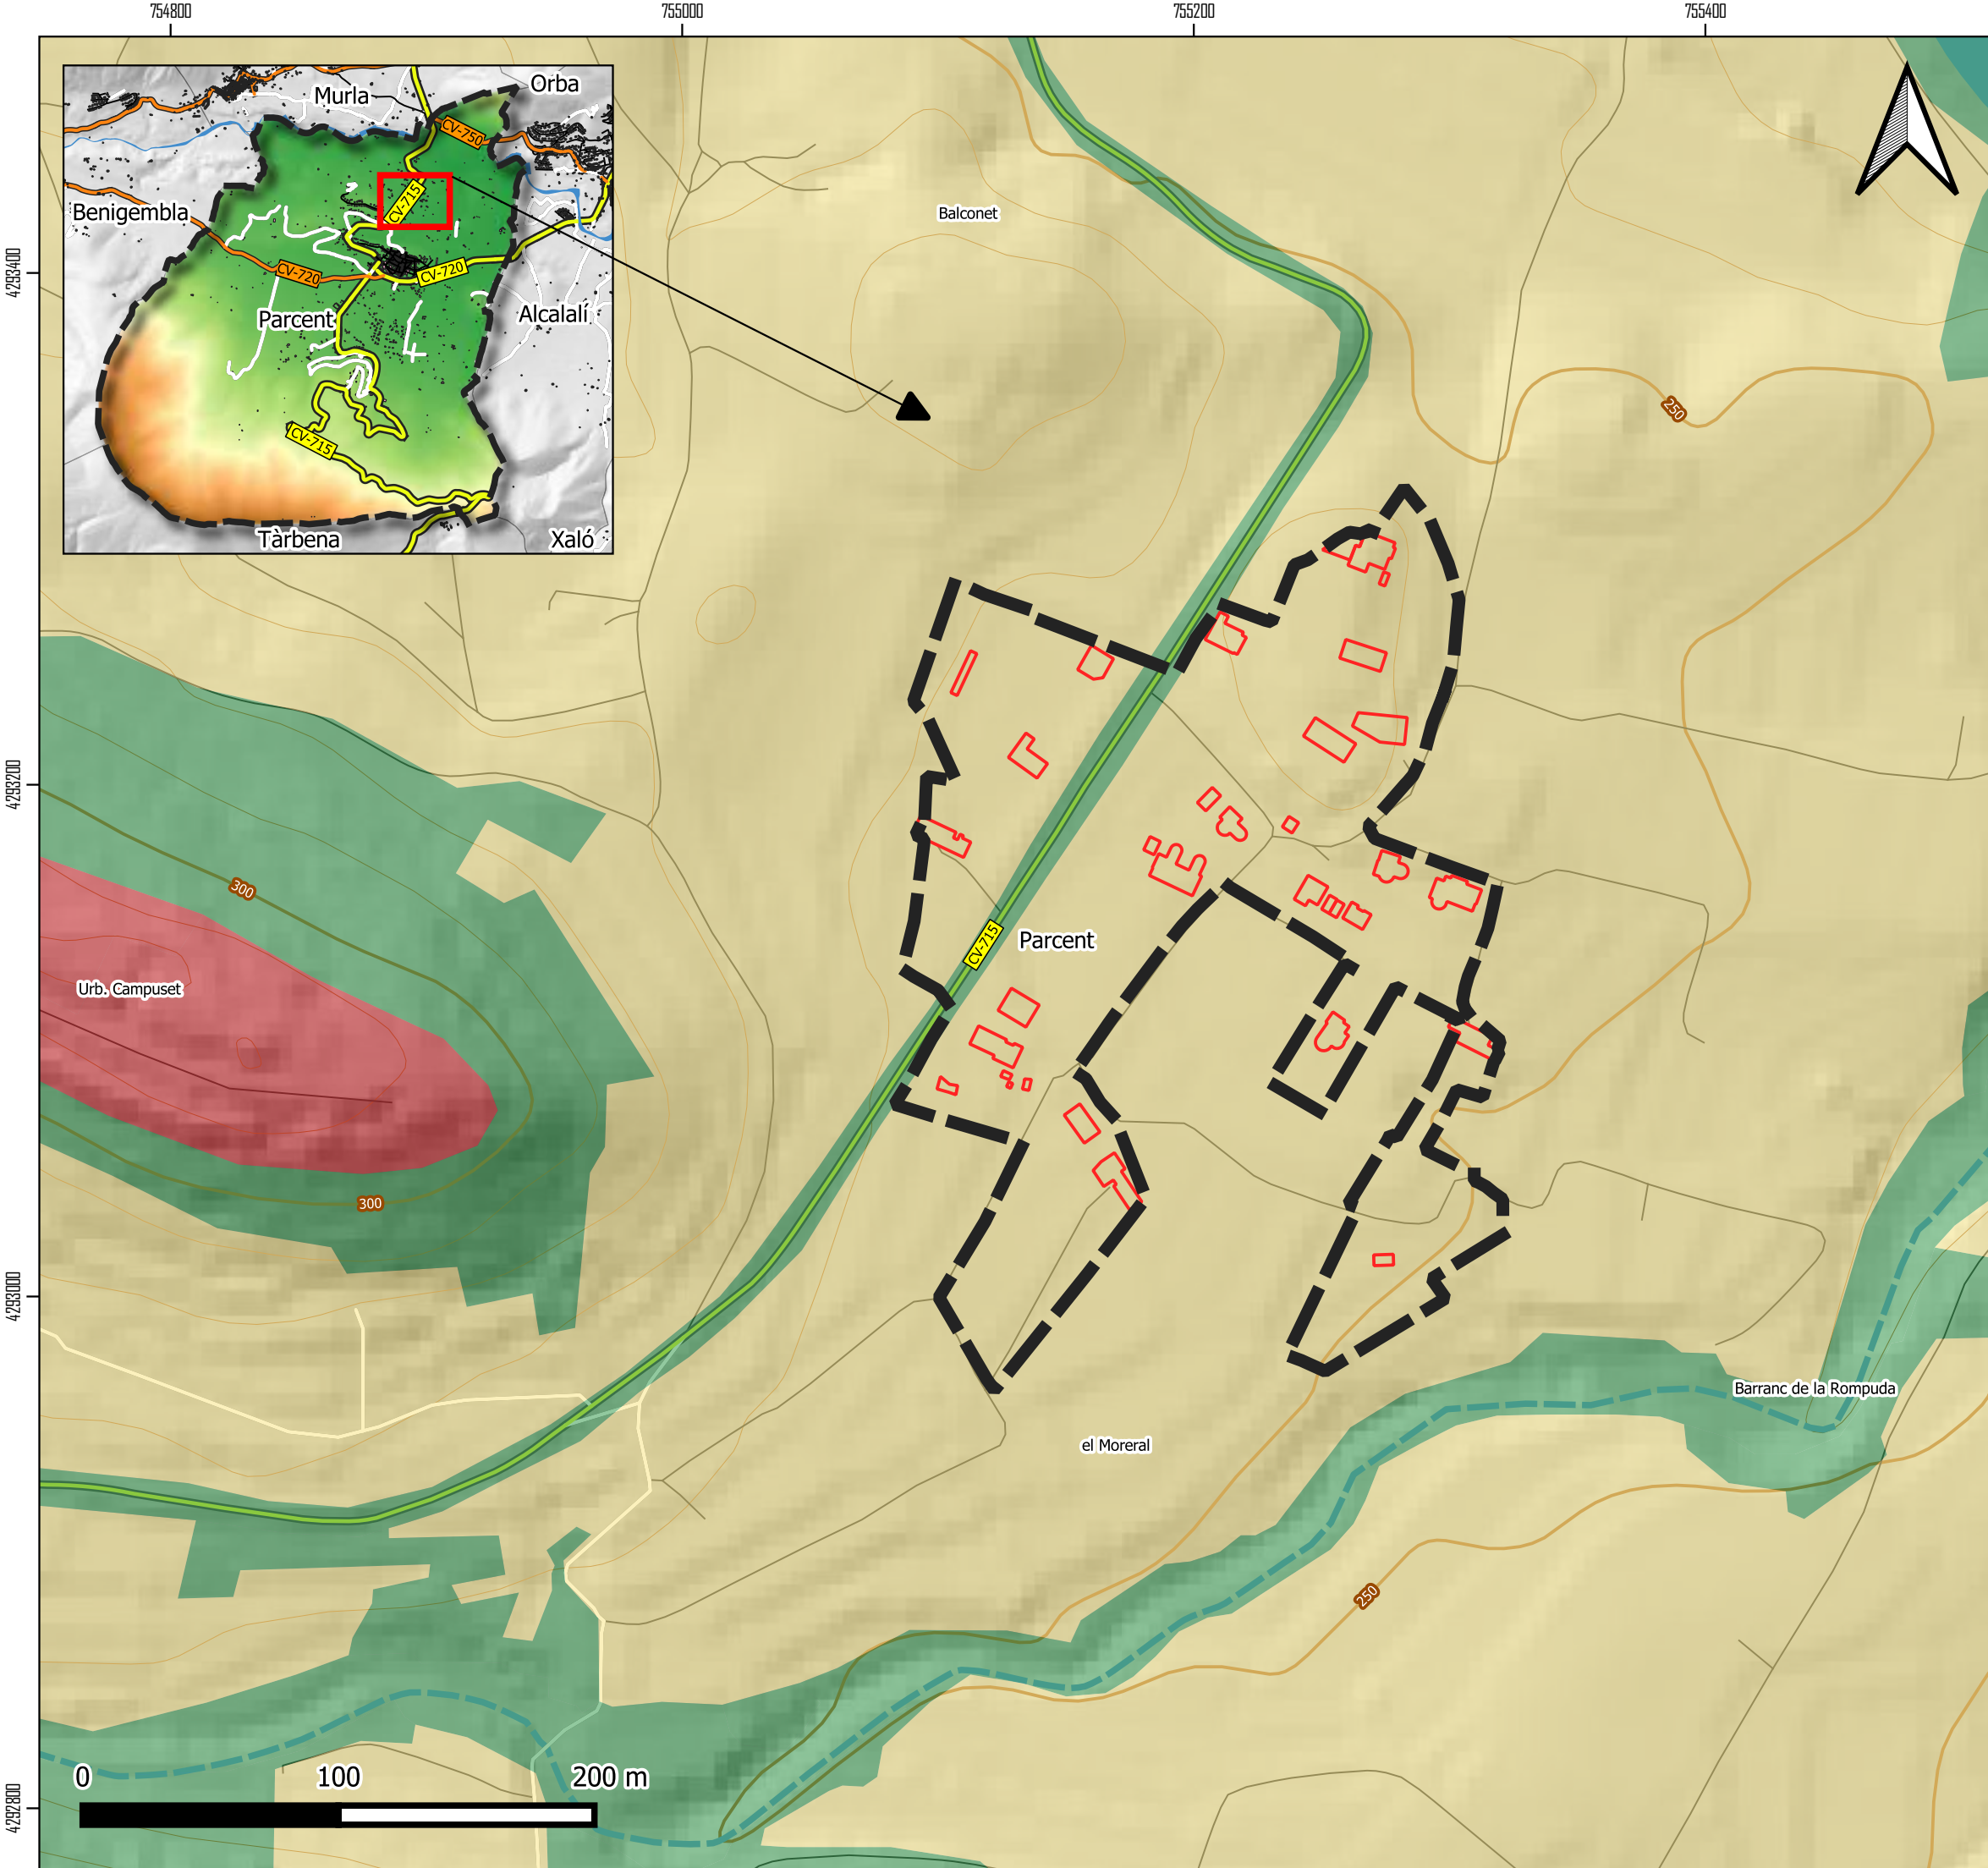 754800 755000 755200 755400
Orba
Murla
CV-750
CV-715
Benigembla
Balconet
4293400
CV-720
CV-720
Alcalalí
Parcent
250
CV-715
Tàrbena
Xaló
4293200
300
CV-715
Parcent
Urb. Campuset
300
4293000
Barranc de la Rompuda
el Moreral
250
0 100 200 m
4292800